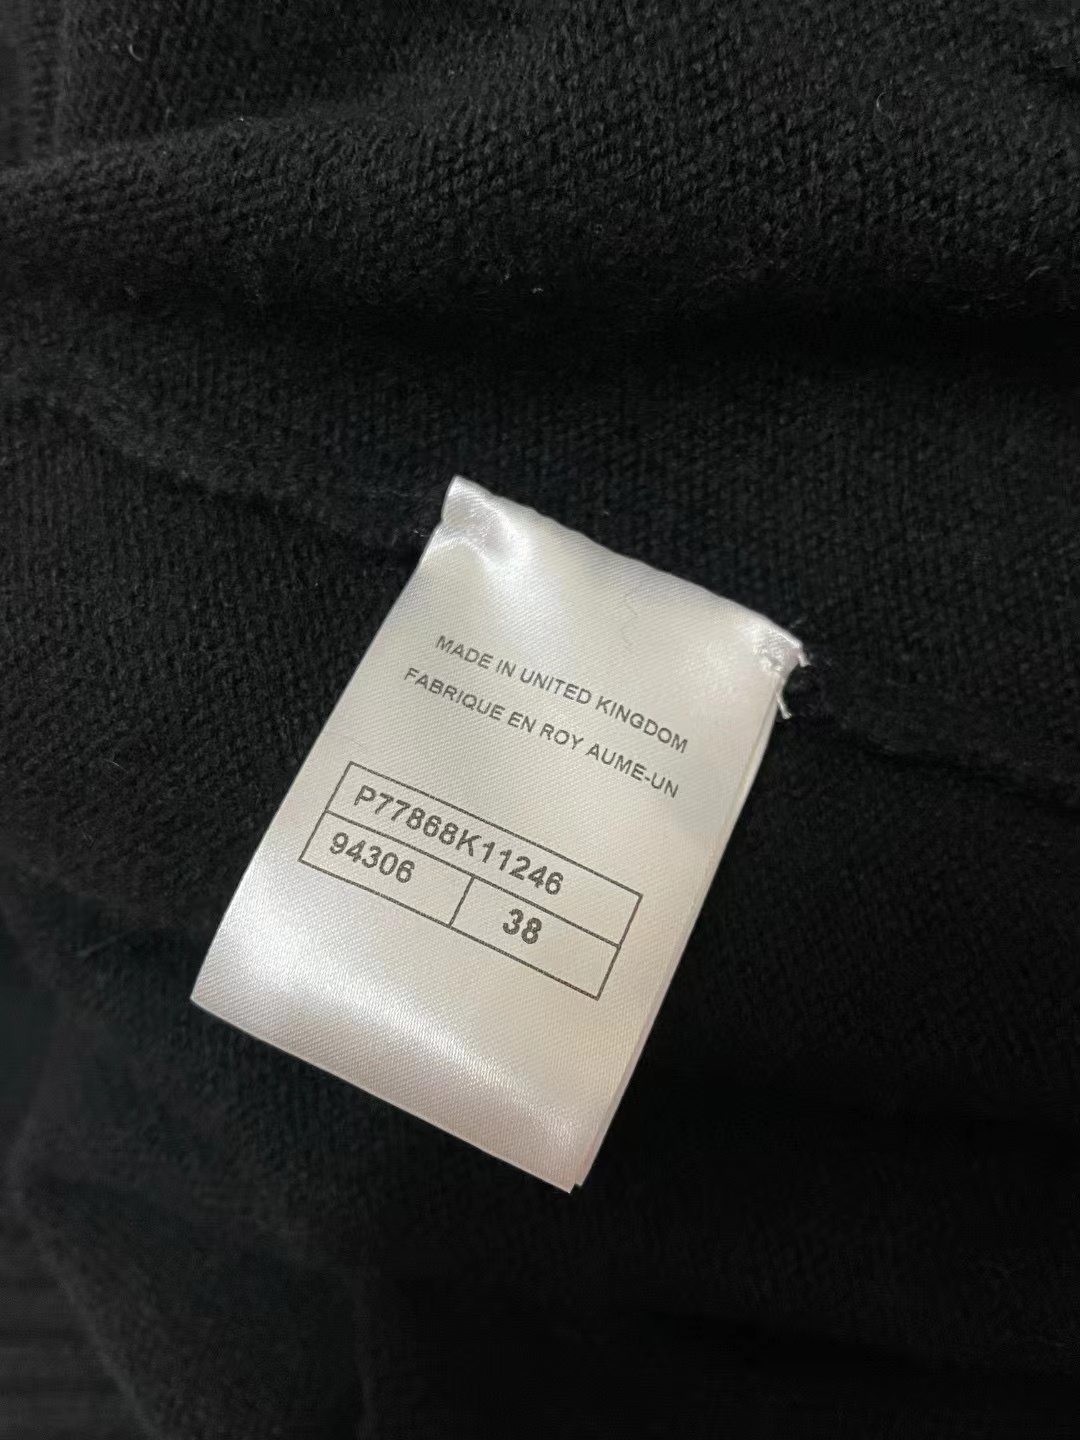 MADE IN UNITED KINGDOM
FABRIQUE EN ROY AUME-UN
P77868K11246
94306
38